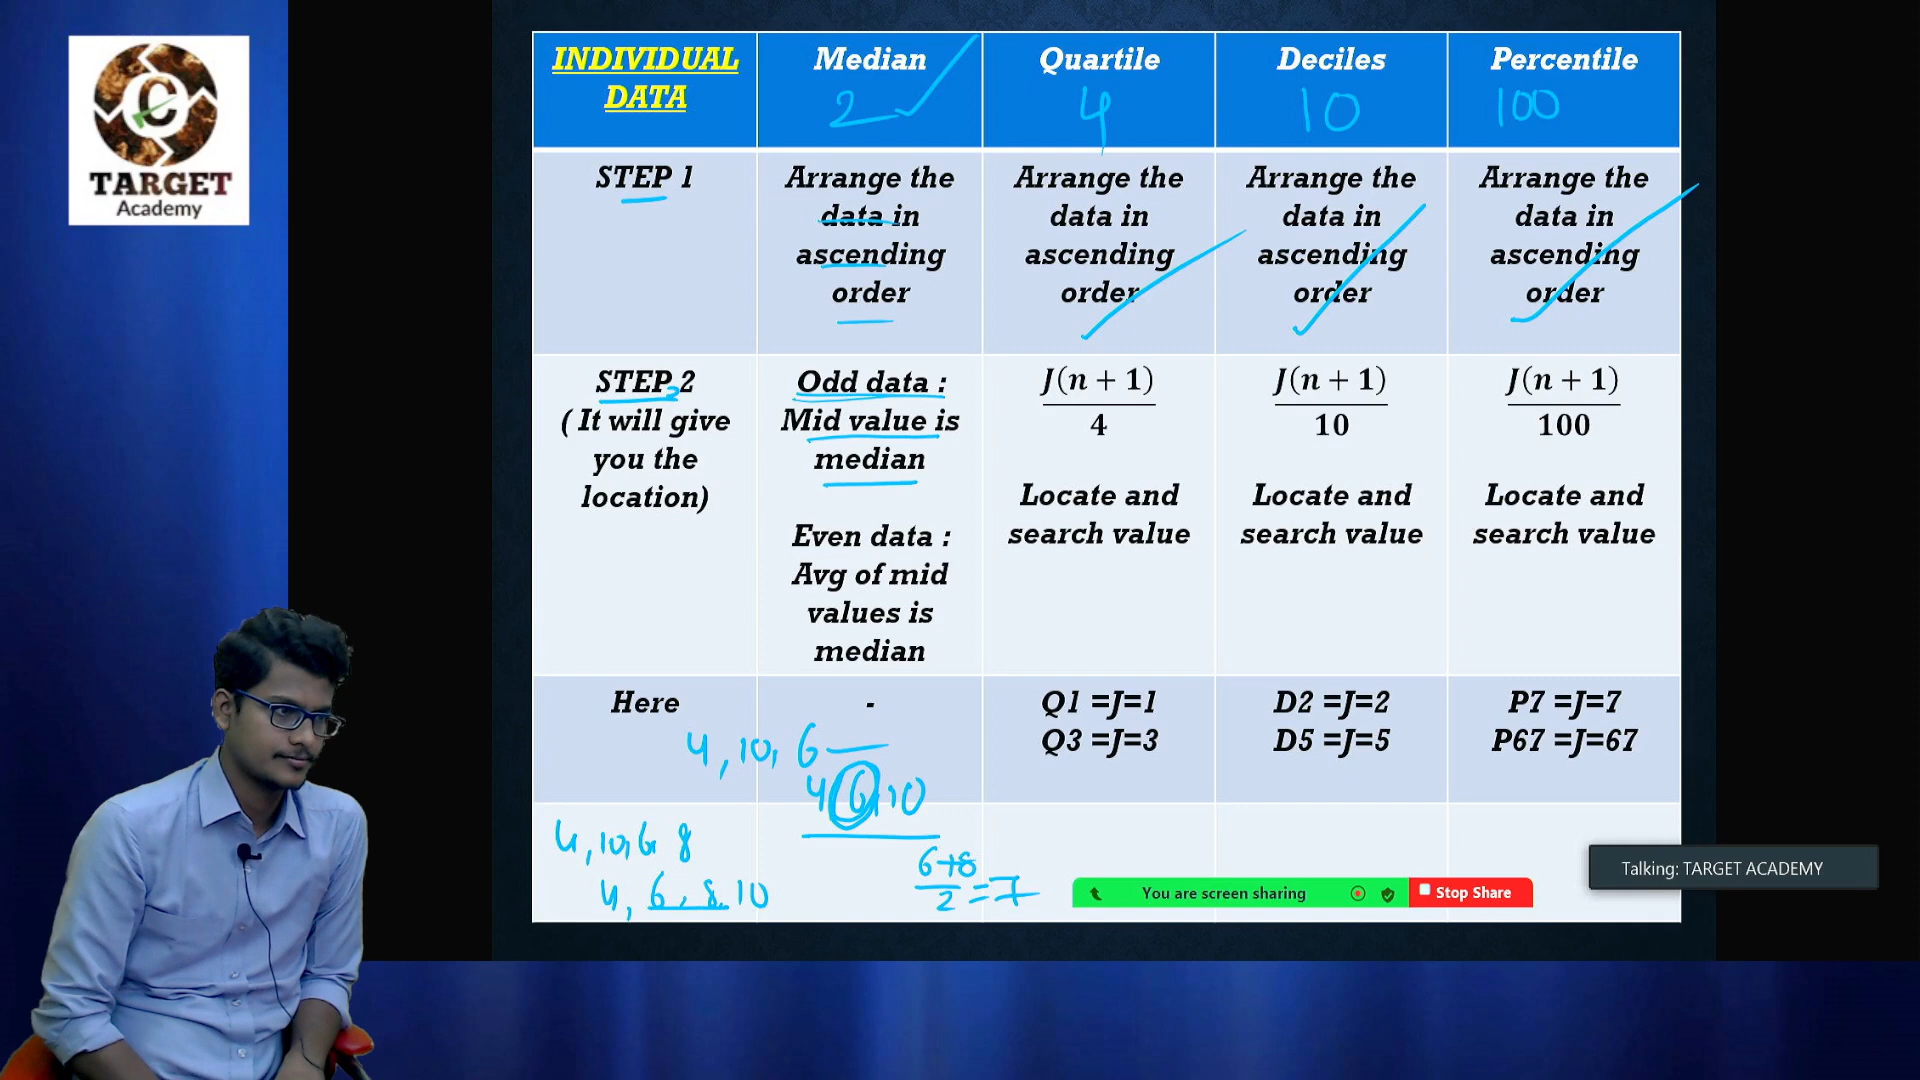 C
TARGET
Academy
INDIVIDUAL
DATA
Median
2
Quartile
4
Deciles
10
Percentile
100
STEP 1
Arrange the
data in
ascending
order
Arrange the
data in
ascending
order
Arrange the
data in
ascending
order
Arrange the
data in
ascending
order
STEP 2
( It will give
you the
location)
Odd data :
Mid value is
median
Even data :
Avg of mid
values is
median
J(n + 1)
4
Locate and
search value
J(n + 1)
10
Locate and
search value
J(n + 1)
100
Locate and
search value
Here
-
Q1 =J=1
Q3 =J=3
D2 =J=2
D5 =J=5
P7 =J=7
P67 =J=67
4, 10, 6
4 6, 10
4, 10, 6 8
4, 6, 8, 10
6+8
2 = 7
You are screen sharing
Stop Share
Talking: TARGET ACADEMY